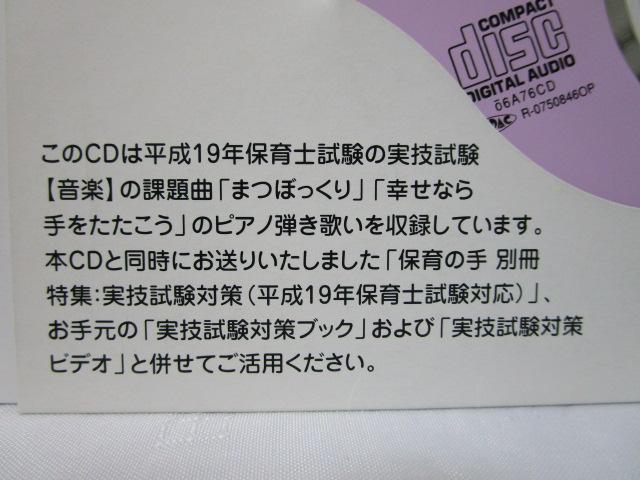 COMPACT
disc
DIGITAL AUDIO
ō6A76CD
R-0750846OP
このCDは平成19年保育士試験の実技試験
【音楽】の課題曲「まつぼっくり」「幸せなら
手をたたこう」のピアノ弾き歌いを収録しています。
本CDと同時にお送りいたしました「保育の手 別冊
特集:実技試験対策(平成19年保育士試験対応)」、
お手元の「実技試験対策ブック」および「実技試験対策
ビデオ」と併せてご活用ください。